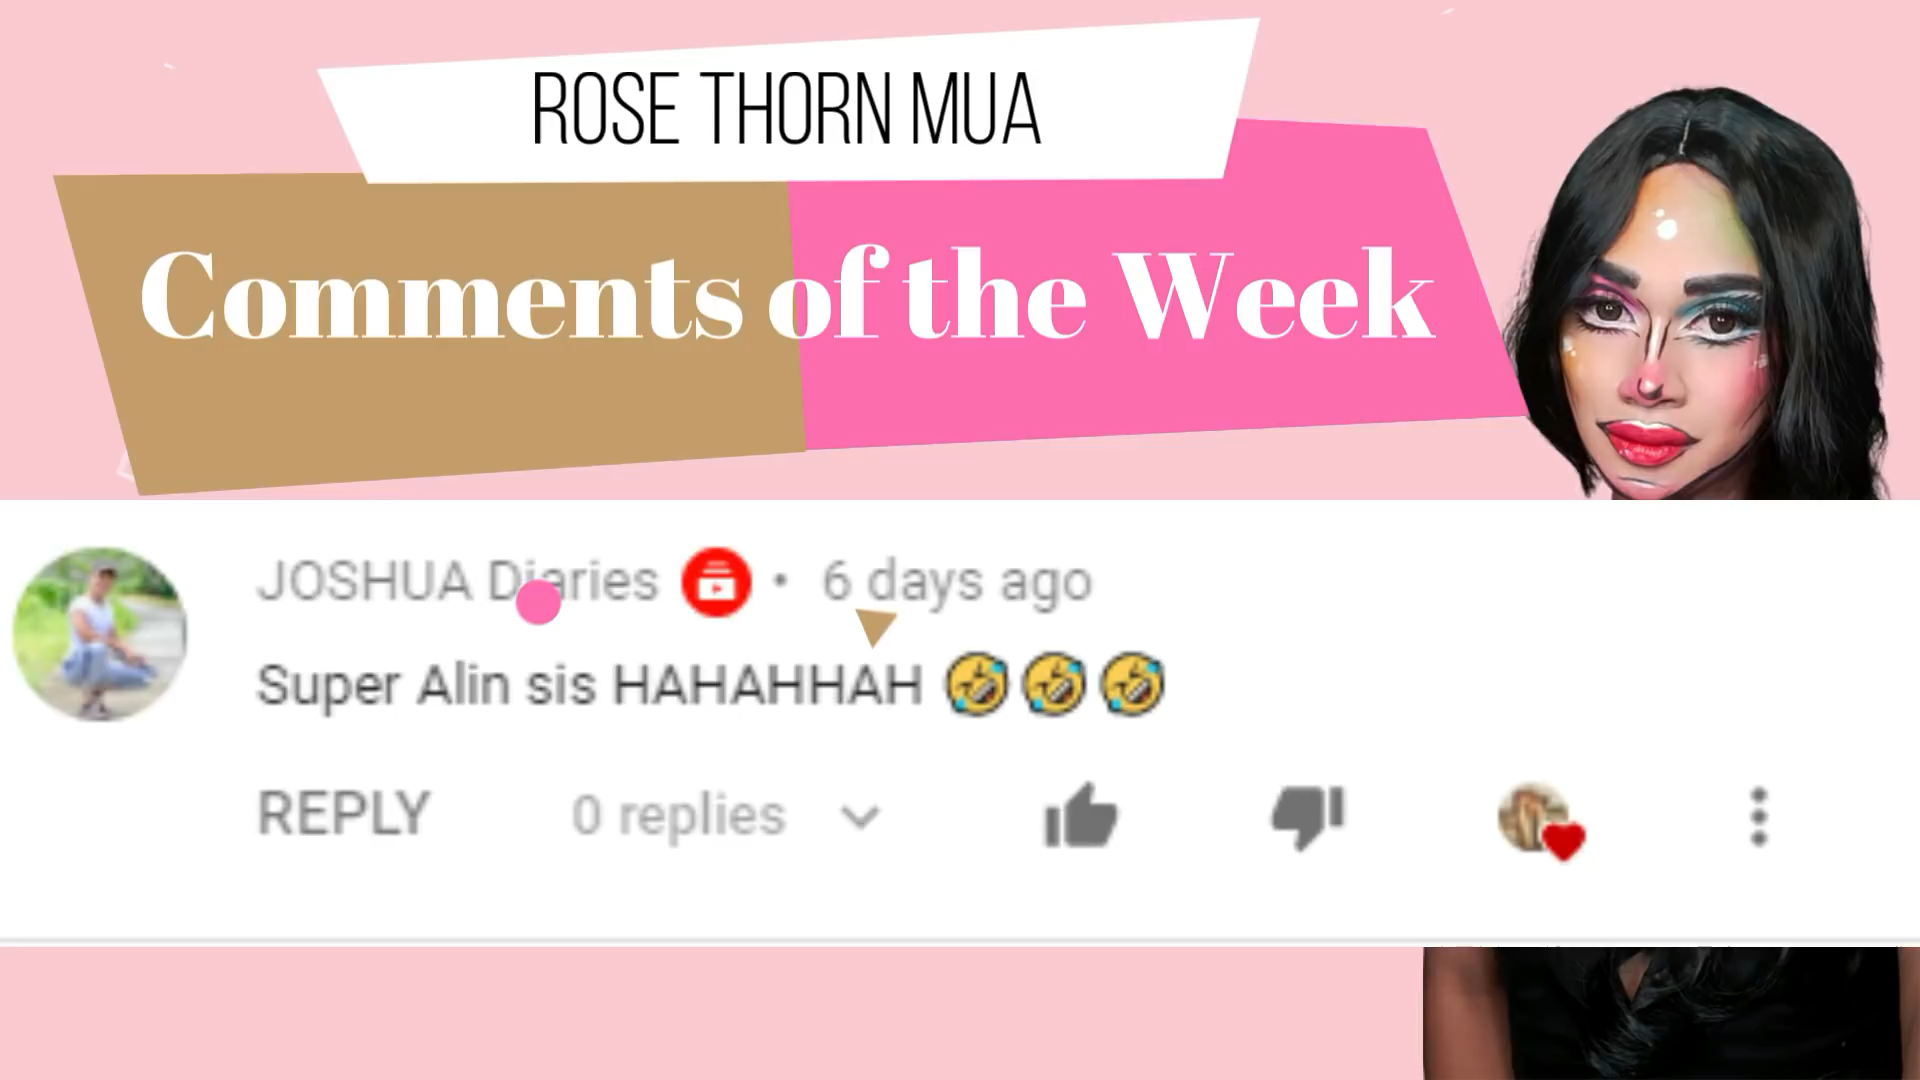 ROSE THORN MUA
Comments of the Week
JOSHUA Diaries • 6 days ago
Super Alin sis HAHAHHAH 🤣🤣🤣
REPLY 0 replies